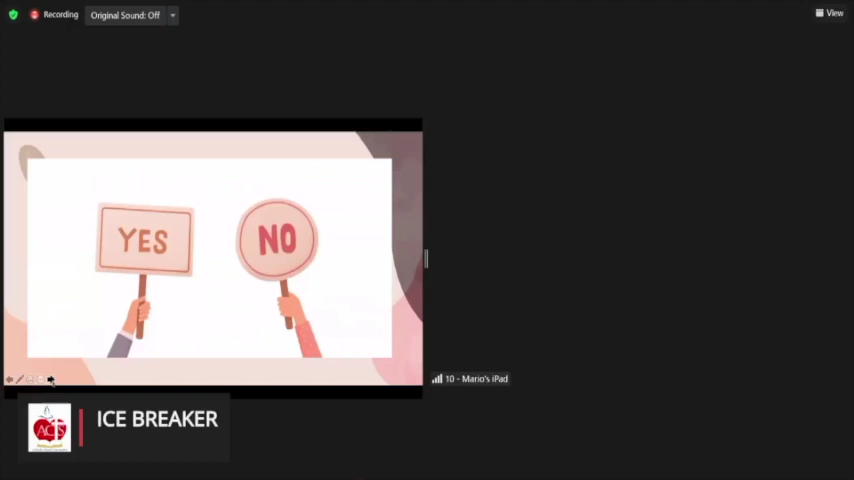 Recording
Original Sound: Off
View
YES
NO
10 - Mario's iPad
ICE BREAKER